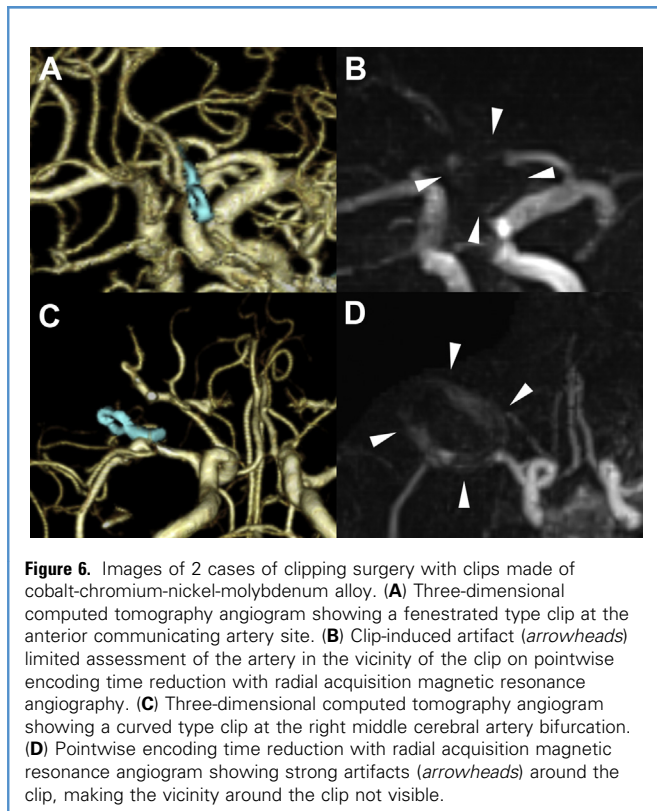 A
B
C
D
Figure 6. Images of 2 cases of clipping surgery with clips made of
cobalt-chromium-nickel-molybdenum alloy. (A) Three-dimensional
computed tomography angiogram showing a fenestrated type clip at the
anterior communicating artery site. (B) Clip-induced artifact (arrowheads)
limited assessment of the artery in the vicinity of the clip on pointwise
encoding time reduction with radial acquisition magnetic resonance
angiography. (C) Three-dimensional computed tomography angiogram
showing a curved type clip at the right middle cerebral artery bifurcation.
(D) Pointwise encoding time reduction with radial acquisition magnetic
resonance angiogram showing strong artifacts (arrowheads) around the
clip, making the vicinity around the clip not visible.